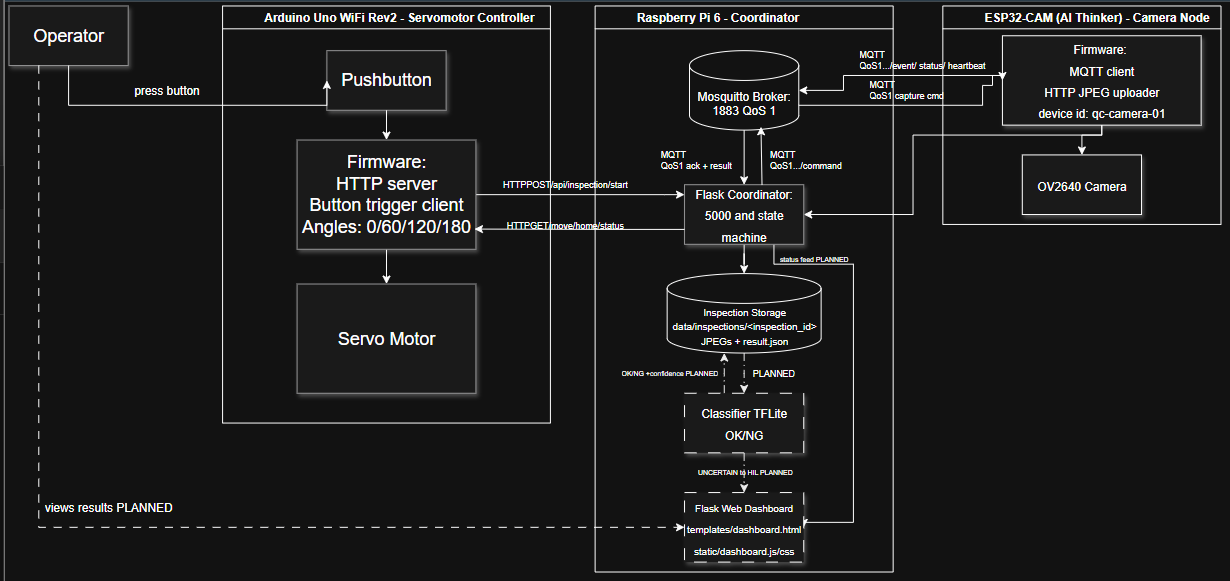 Operator
press button
views results PLANNED
Arduino Uno WiFi Rev2 - Servomotor Controller
Pushbutton
Firmware:
HTTP server
Button trigger client
Angles: 0/60/120/180
Servo Motor
HTTPPOST/api/inspection/start
HTTPGET/move/home/status
Raspberry Pi 6 - Coordinator
Mosquitto Broker:
1883 QoS 1
MQTT
QoS1 ack + result
MQTT
QoS1.../command
Flask Coordinator:
5000 and state
machine
status feed PLANNED
Inspection Storage
data/inspections/<inspection_id>
JPEGs + result.json
OK/NG +confidence PLANNED
PLANNED
Classifier TFLite
OK/NG
UNCERTAIN to HIL PLANNED
Flask Web Dashboard
templates/dashboard.html
static/dashboard.js/css
MQTT
QoS1.../event/ status/ heartbeat
MQTT
QoS1 capture cmd
ESP32-CAM (AI Thinker) - Camera Node
Firmware:
MQTT client
HTTP JPEG uploader
device id: qc-camera-01
OV2640 Camera